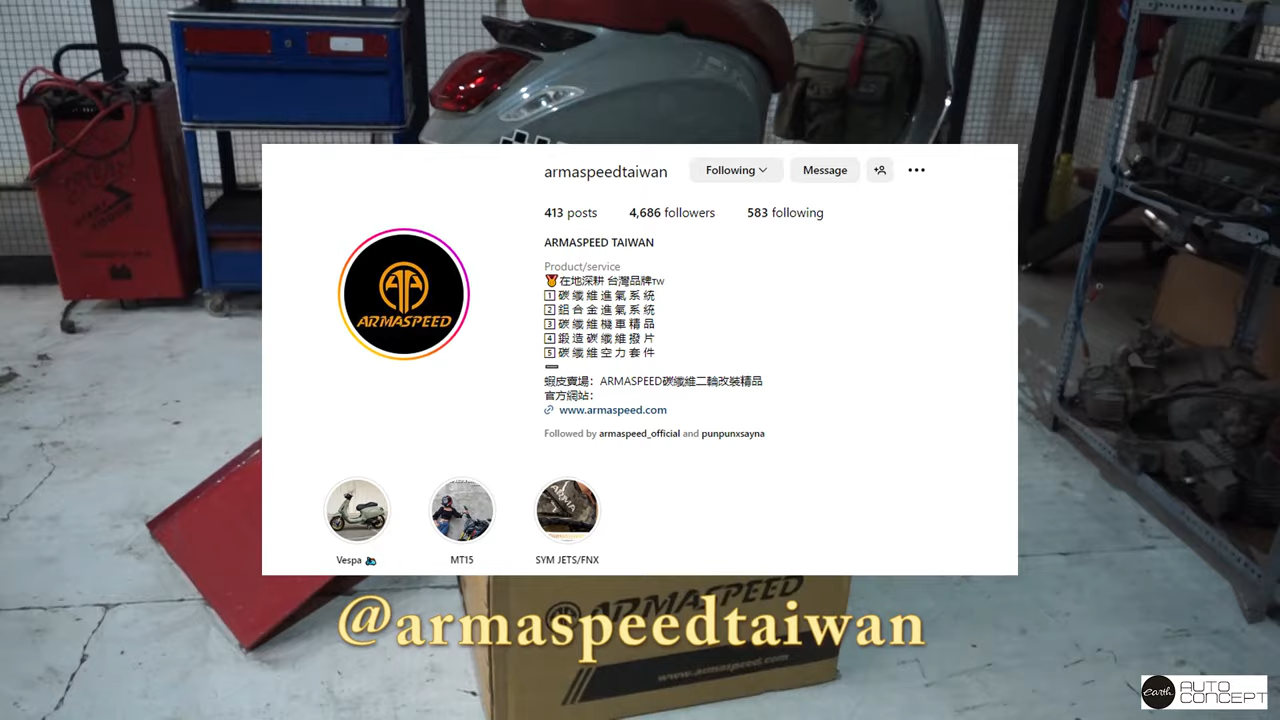 armaspeedtaiwan
Following
Message
413 posts
4,686 followers
583 following
ARMASPEED TAIWAN
Product/service
🏅在地深耕 台灣品牌TW
1 碳 纖 維 進 氣 系 統
2 鋁 合 金 進 氣 系 統
3 碳 纖 維 機 車 精 品
4 鍛 造 碳 纖 維 撥 片
5 碳 纖 維 空 力 套 件
蝦皮賣場：ARMASPEED碳纖維二輪改裝精品
官方網站：
www.armaspeed.com
Followed by armaspeed_official and punpunxsayna
ARMASPEED
ARMA
Vespa
MT15
SYM JETS/FNX
ARMASPEED
@armaspeedtaiwan
www.armaspeed.com
earth
AUTO
CONCEPT